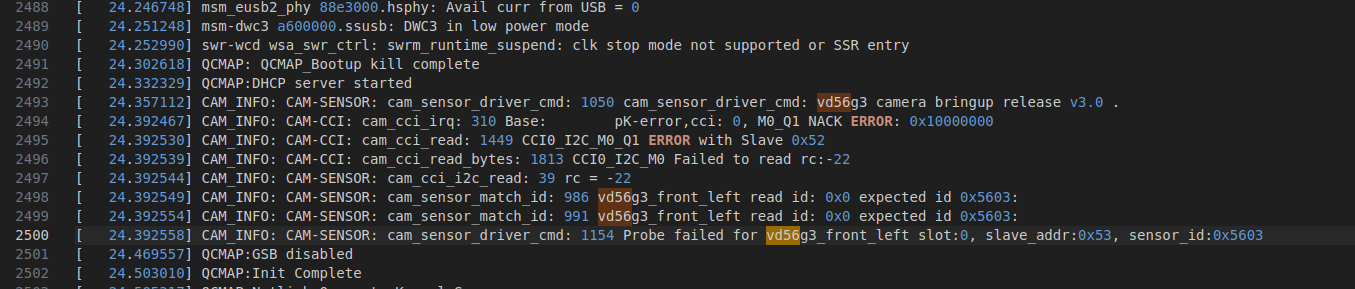 2488 [ 24.246748] msm_eusb2_phy 88e3000.hsphy: Avail curr from USB = 0
2489 [ 24.251248] msm-dwc3 a600000.ssusb: DWC3 in low power mode
2490 [ 24.252990] swr-wcd wsa_swr_ctrl: swrm_runtime_suspend: clk stop mode not supported or SSR entry
2491 [ 24.302618] QCMAP: QCMAP_Bootup kill complete
2492 [ 24.332329] QCMAP:DHCP server started
2493 [ 24.357112] CAM_INFO: CAM-SENSOR: cam_sensor_driver_cmd: 1050 cam_sensor_driver_cmd: vd56g3 camera bringup release v3.0 .
2494 [ 24.392467] CAM_INFO: CAM-CCI: cam_cci_irq: 310 Base: pK-error,cci: 0, M0_Q1 NACK ERROR: 0x10000000
2495 [ 24.392530] CAM_INFO: CAM-CCI: cam_cci_read: 1449 CCI0_I2C_M0_Q1 ERROR with Slave 0x52
2496 [ 24.392539] CAM_INFO: CAM-CCI: cam_cci_read_bytes: 1813 CCI0_I2C_M0 Failed to read rc:-22
2497 [ 24.392544] CAM_INFO: CAM-SENSOR: cam_cci_i2c_read: 39 rc = -22
2498 [ 24.392549] CAM_INFO: CAM-SENSOR: cam_sensor_match_id: 986 vd56g3_front_left read id: 0x0 expected id 0x5603:
2499 [ 24.392554] CAM_INFO: CAM-SENSOR: cam_sensor_match_id: 991 vd56g3_front_left read id: 0x0 expected id 0x5603:
2500 [ 24.392558] CAM_INFO: CAM-SENSOR: cam_sensor_driver_cmd: 1154 Probe failed for vd56g3_front_left slot:0, slave_addr:0x53, sensor_id:0x5603
2501 [ 24.469557] QCMAP:GSB disabled
2502 [ 24.503010] QCMAP:Init Complete